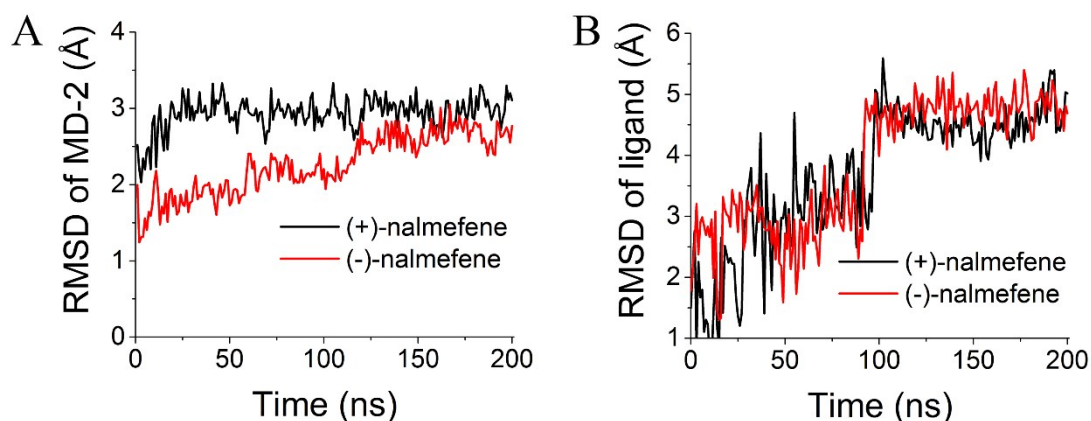 A
RMSD of MD-2 (Å)
4
3
2
1
0
(+)-nalmefene
(-)-nalmefene
0
50
100
150
200
Time (ns)
B
RMSD of ligand (Å)
6
5
4
3
2
1
(+)-nalmefene
(-)-nalmefene
0
50
100
150
200
Time (ns)